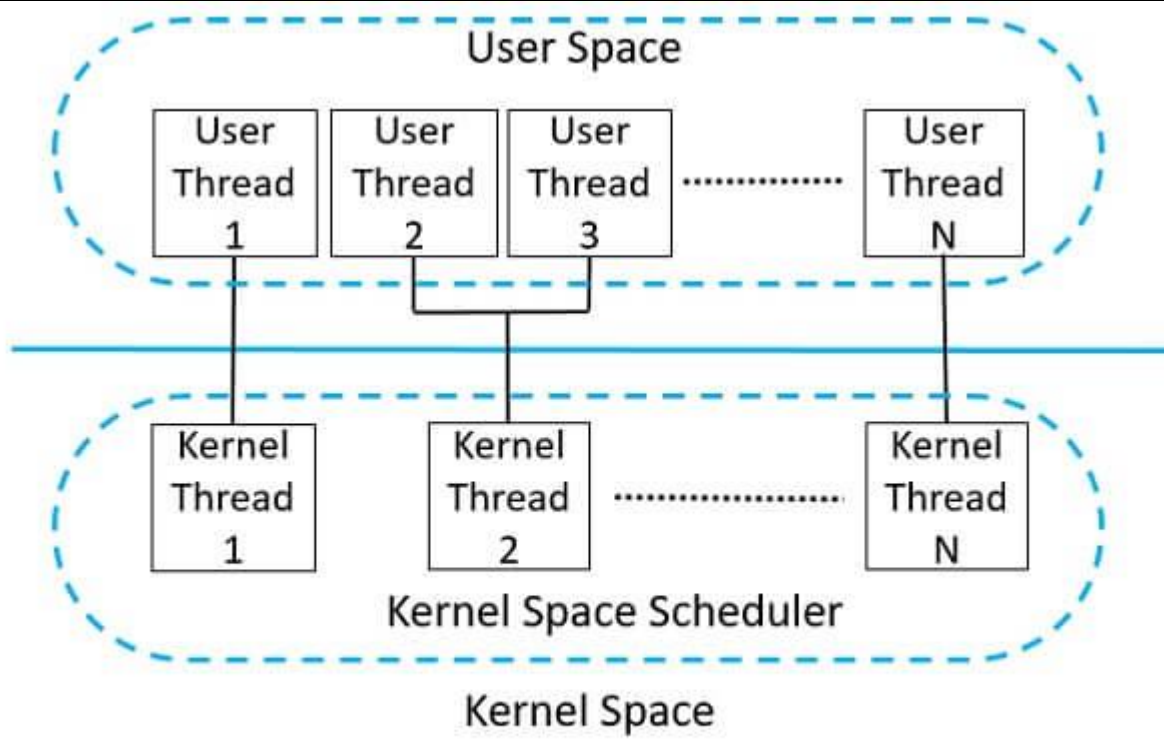 User Space
User
Thread
1
User
Thread
2
User
Thread
3
User
Thread
N
Kernel
Thread
1
Kernel
Thread
2
Kernel
Thread
N
Kernel Space Scheduler
Kernel Space